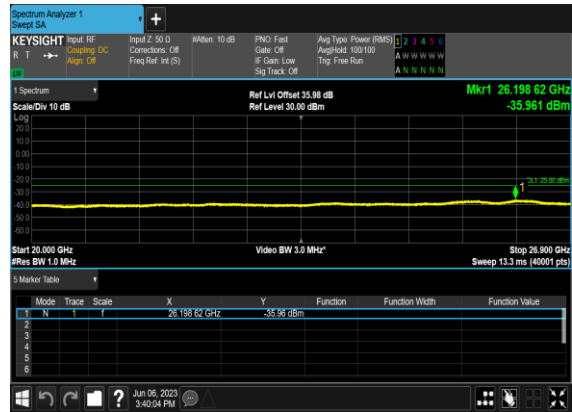 Spectrum Analyzer 1
Swept SA
+
KEYSIGHT Input: RF Input Z: 50 Ω #Atten: 10 dB PNO: Fast Avg Type: Power (RMS) 1 2 3 4 5 6
R T Coupling: DC Corrections: Off Gate: Off Avg|Hold: 100/100 A W W W W W
Align: Off Freq Ref: Int (S) IF Gain: Low Trig: Free Run
Sig Track: Off A N N N N N
1 Spectrum Ref Lvl Offset 35.98 dB Mkr1 26.198 62 GHz
Scale/Div 10 dB Ref Level 30.00 dBm -35.961 dBm
Log
20.0
10.0
0.00
-10.0
-20.0
DL1 -25.00 dBm
1
-30.0
-40.0
-50.0
-60.0
Start 20.000 GHz Video BW 3.0 MHz* Stop 26.900 GHz
#Res BW 1.0 MHz Sweep 13.3 ms (40001 pts)
5 Marker Table
Mode Trace Scale X Y Function Function Width Function Value
1 N 1 f 26.198 62 GHz -35.96 dBm
2
3
4
5
6
? Jun 06, 2023
3:40:04 PM